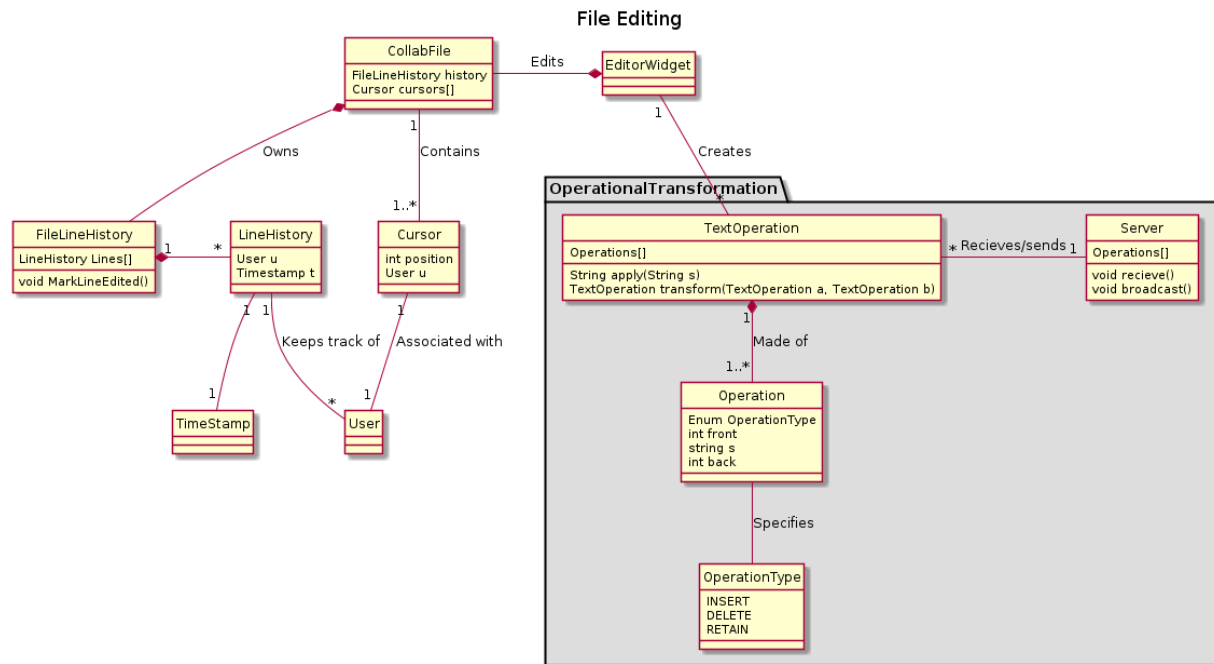 File Editing
CollabFile
FileLineHistory history
Cursor cursors[]
Edits
EditorWidget
1
1
Owns
Contains
Creates
1..*
*
OperationalTransformation
FileLineHistory
LineHistory Lines[]
void MarkLineEdited()
1
*
LineHistory
User u
Timestamp t
Cursor
int position
User u
TextOperation
Operations[]
String apply(String s)
TextOperation transform(TextOperation a, TextOperation b)
*
Recieves/sends
1
Server
Operations[]
void recieve()
void broadcast()
1
1
1
1
Keeps track of
Associated with
Made of
1..*
1
*
1
TimeStamp
User
Operation
Enum OperationType
int front
string s
int back
Specifies
OperationType
INSERT
DELETE
RETAIN